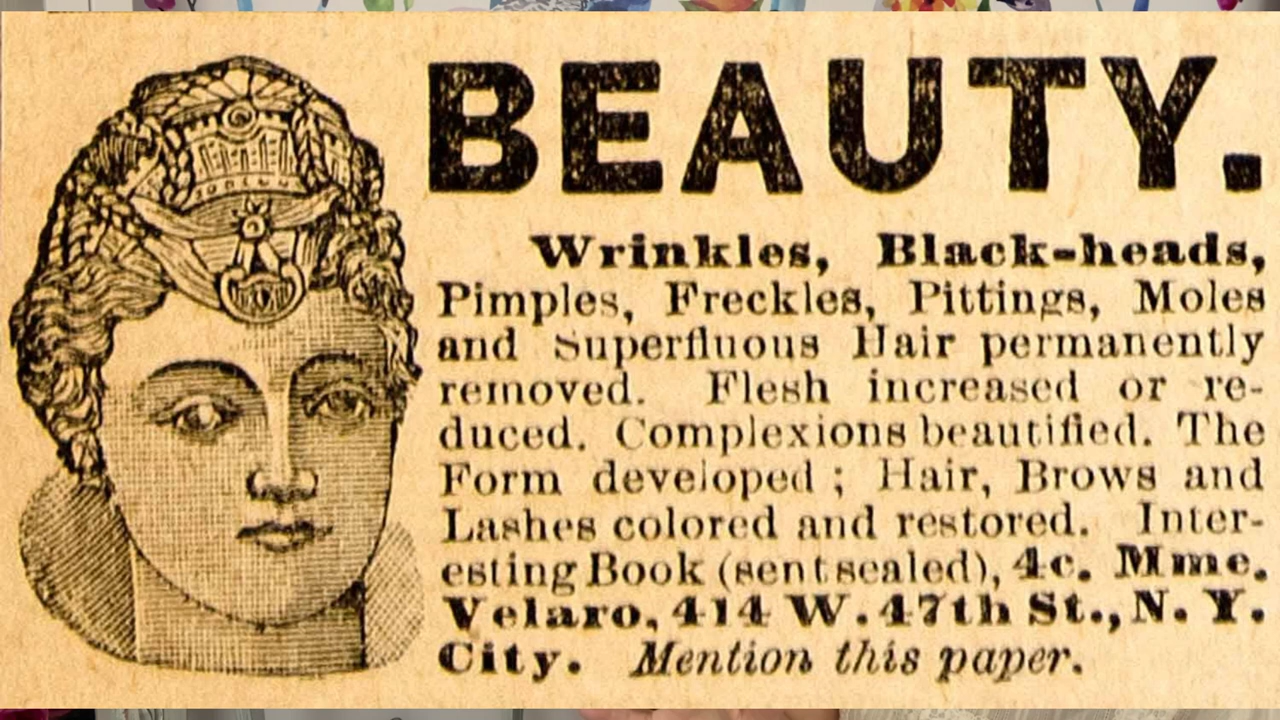 BEAUTY.
Wrinkles, Black-heads,
Pimples, Freckles, Pittings, Moles
and Superfluous Hair permanently
removed. Flesh increased or re-
duced. Complexions beautified. The
Form developed; Hair, Brows and
Lashes colored and restored. Inter-
esting Book (sent sealed), 4c. Mme.
Velaro, 414 W. 47th St., N. Y.
City. Mention this paper.